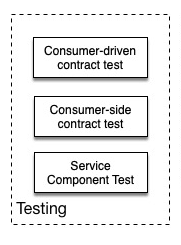 Consumer-driven
contract test
Consumer-side
contract test
Service
Component Test
Testing